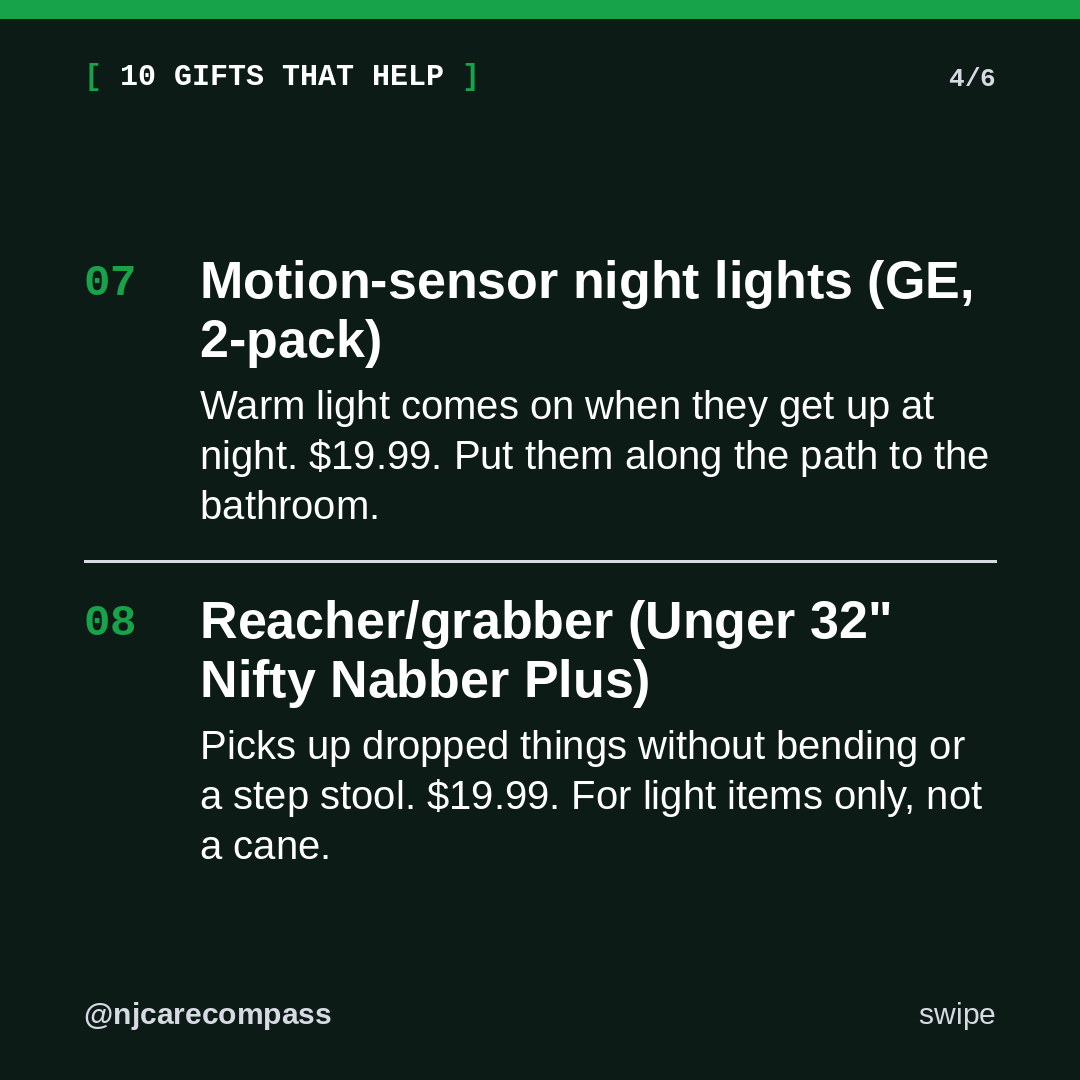 [ 10 GIFTS THAT HELP ]
4/6
07
Motion-sensor night lights (GE,
2-pack)
Warm light comes on when they get up at
night. $19.99. Put them along the path to the
bathroom.
08
Reacher/grabber (Unger 32"
Nifty Nabber Plus)
Picks up dropped things without bending or
a step stool. $19.99. For light items only, not
a cane.
@njcarecompass
swipe